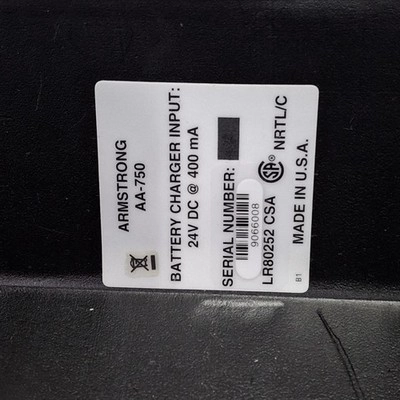 ARMSTRONG
AA-750
BATTERY CHARGER INPUT:
24V DC @ 400 mA
SERIAL NUMBER:
9066008
LR80252 CSA
SA NRTL/C
MADE IN U.S.A.
B1